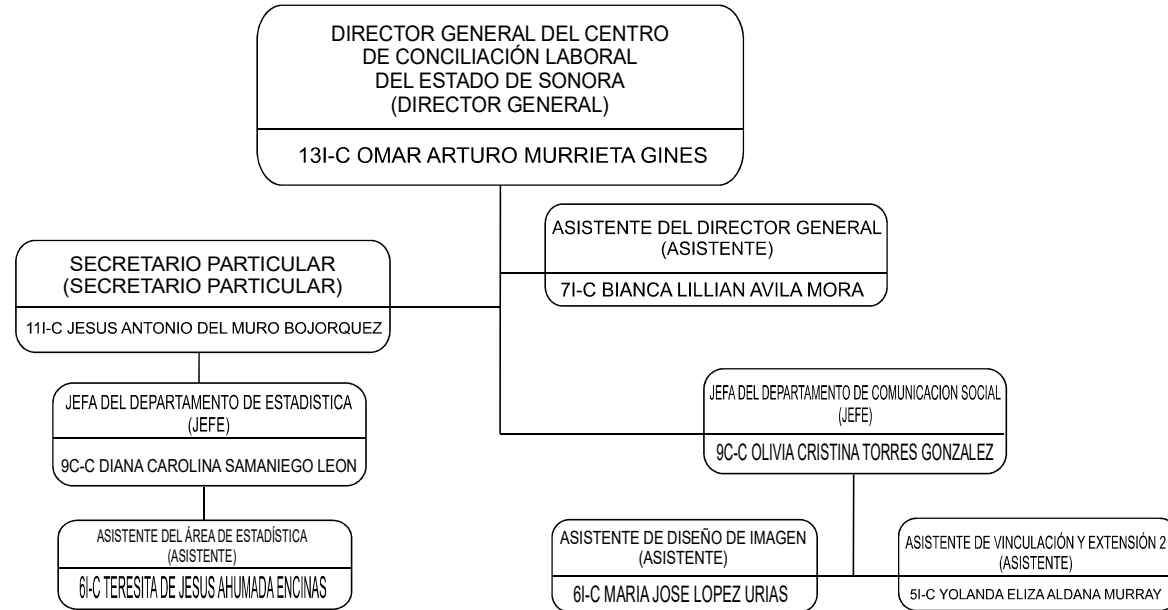 DIRECTOR GENERAL DEL CENTRO
DE CONCILIACIÓN LABORAL
DEL ESTADO DE SONORA
(DIRECTOR GENERAL)
13I-C OMAR ARTURO MURRIETA GINES
ASISTENTE DEL DIRECTOR GENERAL
(ASISTENTE)
7I-C BIANCA LILLIAN AVILA MORA
SECRETARIO PARTICULAR
(SECRETARIO PARTICULAR)
11I-C JESUS ANTONIO DEL MURO BOJORQUEZ
JEFA DEL DEPARTAMENTO DE ESTADISTICA
(JEFE)
9C-C DIANA CAROLINA SAMANIEGO LEON
ASISTENTE DEL ÁREA DE ESTADÍSTICA
(ASISTENTE)
6I-C TERESITA DE JESUS AHUMADA ENCINAS
JEFA DEL DEPARTAMENTO DE COMUNICACION SOCIAL
(JEFE)
9C-C OLIVIA CRISTINA TORRES GONZALEZ
ASISTENTE DE DISEÑO DE IMAGEN
(ASISTENTE)
6I-C MARIA JOSE LOPEZ URIAS
ASISTENTE DE VINCULACIÓN Y EXTENSIÓN 2
(ASISTENTE)
5I-C YOLANDA ELIZA ALDANA MURRAY